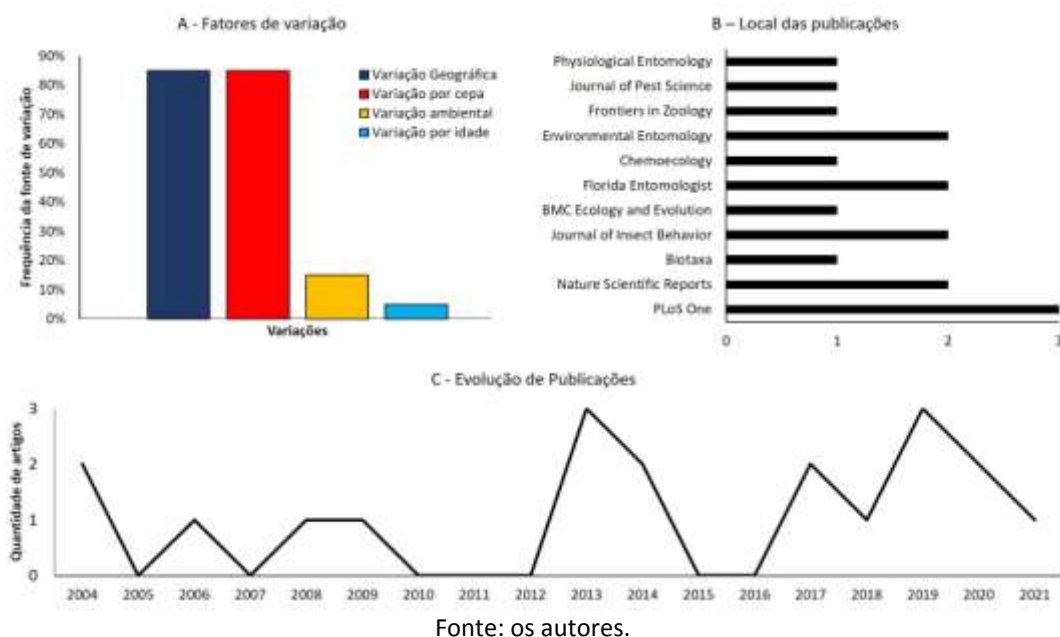 A - Fatores de variação
Frequência da fonte de variação
90%
80%
70%
60%
50%
40%
30%
20%
10%
0%
Variação Geográfica
Variação por cepa
Variação ambiental
Variação por idade
Variações
B – Local das publicações
Physiological Entomology
Journal of Pest Science
Frontiers in Zoology
Environmental Entomology
Chemoecology
Florida Entomologist
BMC Ecology and Evolution
Journal of Insect Behavior
Biotaxa
Nature Scientific Reports
PLoS One
0 1 2 3
C - Evolução de Publicações
Quantidade de artigos
3
2
1
0
2004 2005 2006 2007 2008 2009 2010 2011 2012 2013 2014 2015 2016 2017 2018 2019 2020 2021
Fonte: os autores.